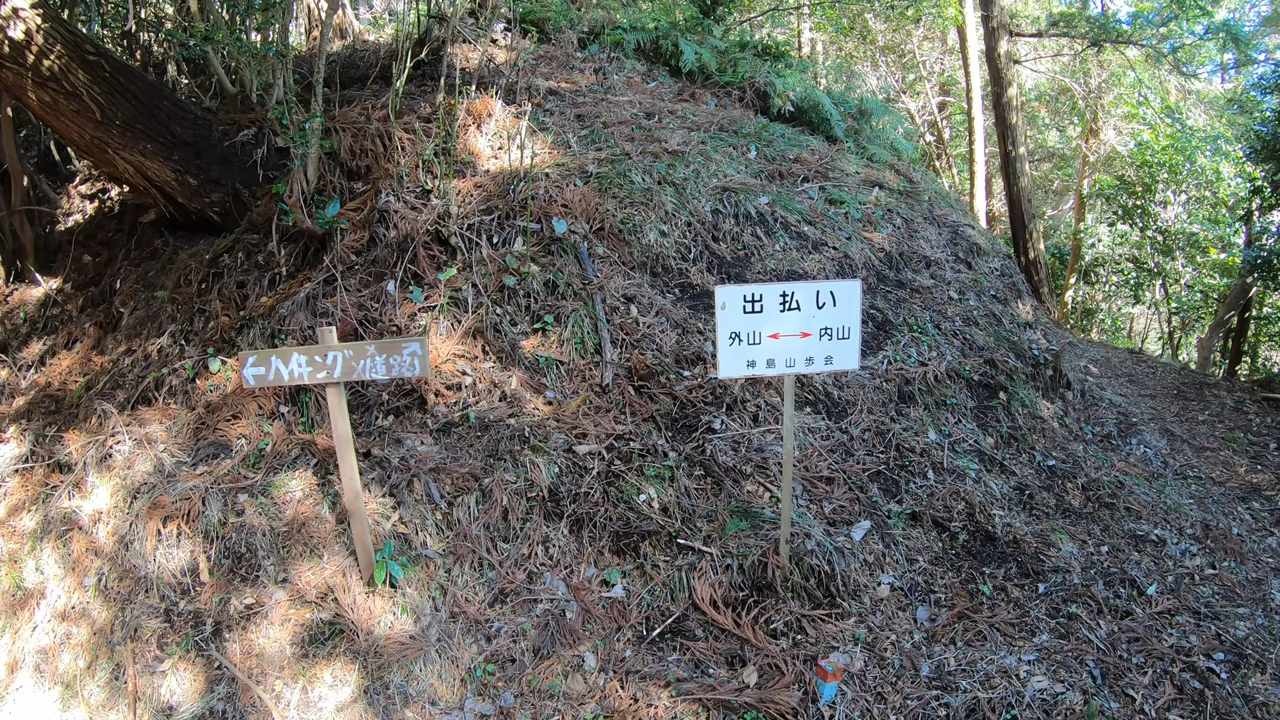 ←ハイキング道路
出払い
外山 ←→ 内山
神島山歩会